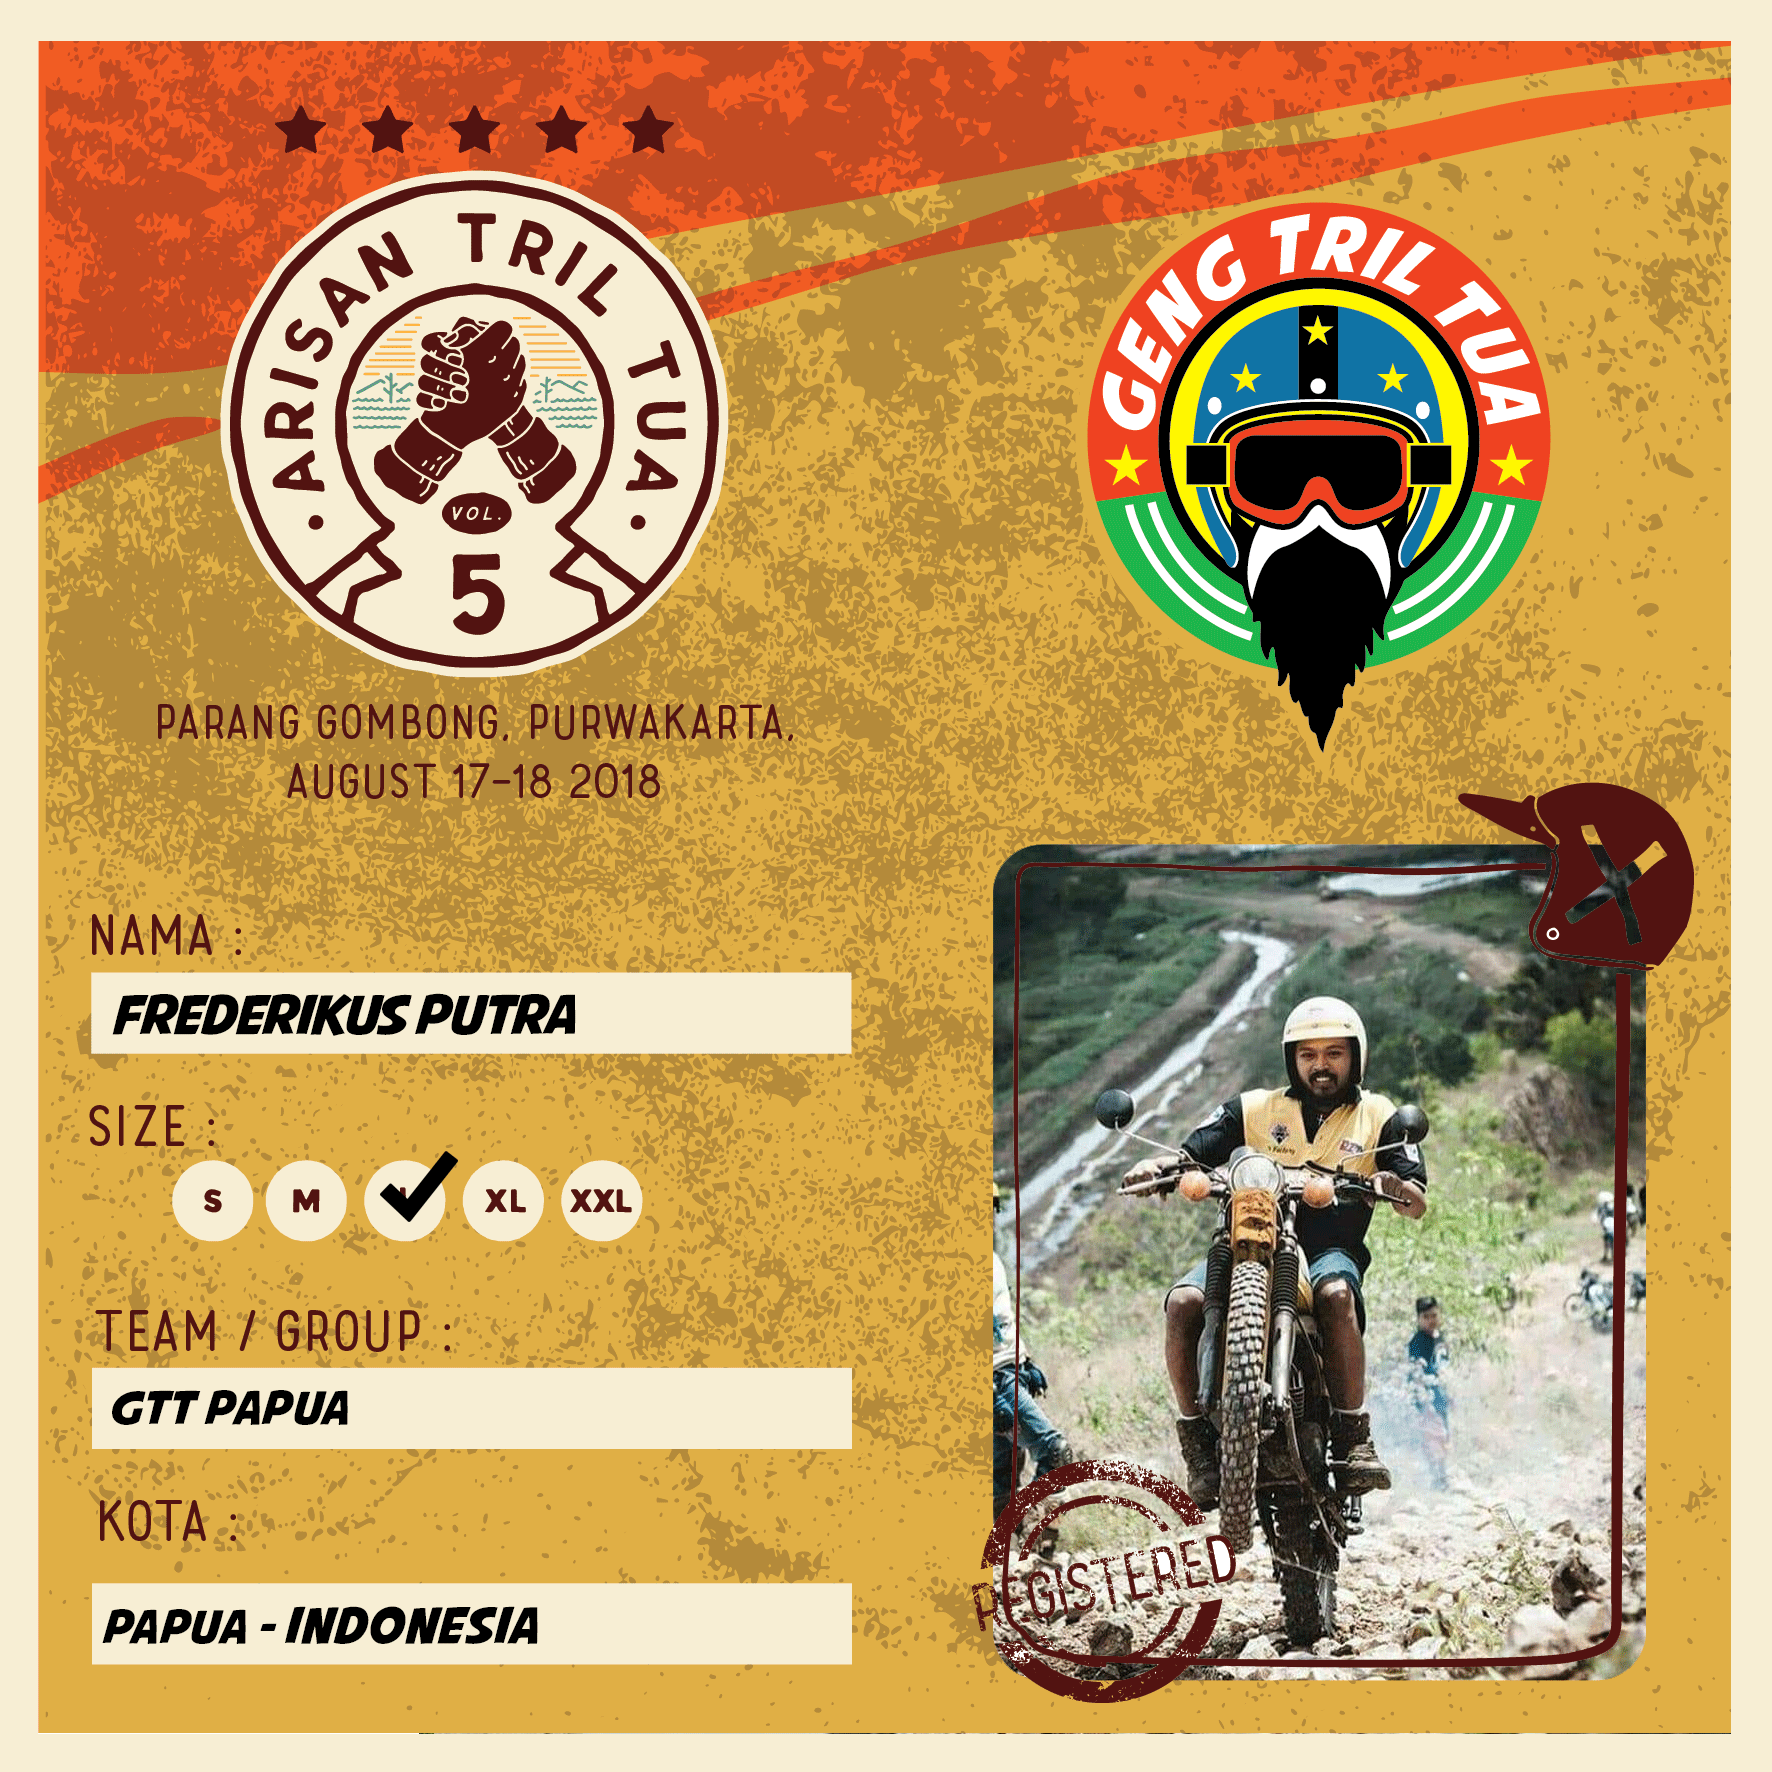 ARISAN TRIL TUA
VOL.
5
GENG TRIL TUA
PARANG GOMBONG, PURWAKARTA,
AUGUST 17-18 2018
NAMA :
FREDERIKUS PUTRA
SIZE :
S M XL XXL
TEAM / GROUP :
GTT PAPUA
KOTA :
PAPUA - INDONESIA
REGISTERED